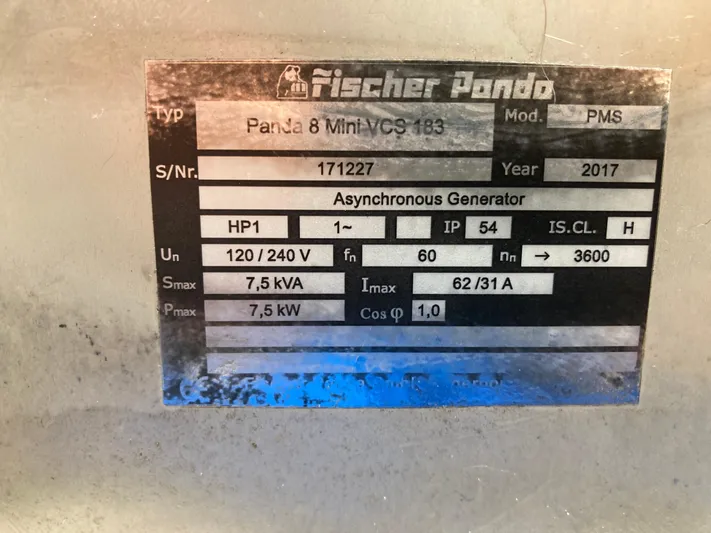 Fischer Panda
Typ Panda 8 Mini VCS 183 Mod. PMS
S/Nr. 171227 Year 2017
Asynchronous Generator
HP1 1~ IP 54 IS.CL. H
Un 120 / 240 V fn 60 nn → 3600
Smax 7,5 kVA Imax 62 /31 A
Pmax 7,5 kW Cos φ 1,0